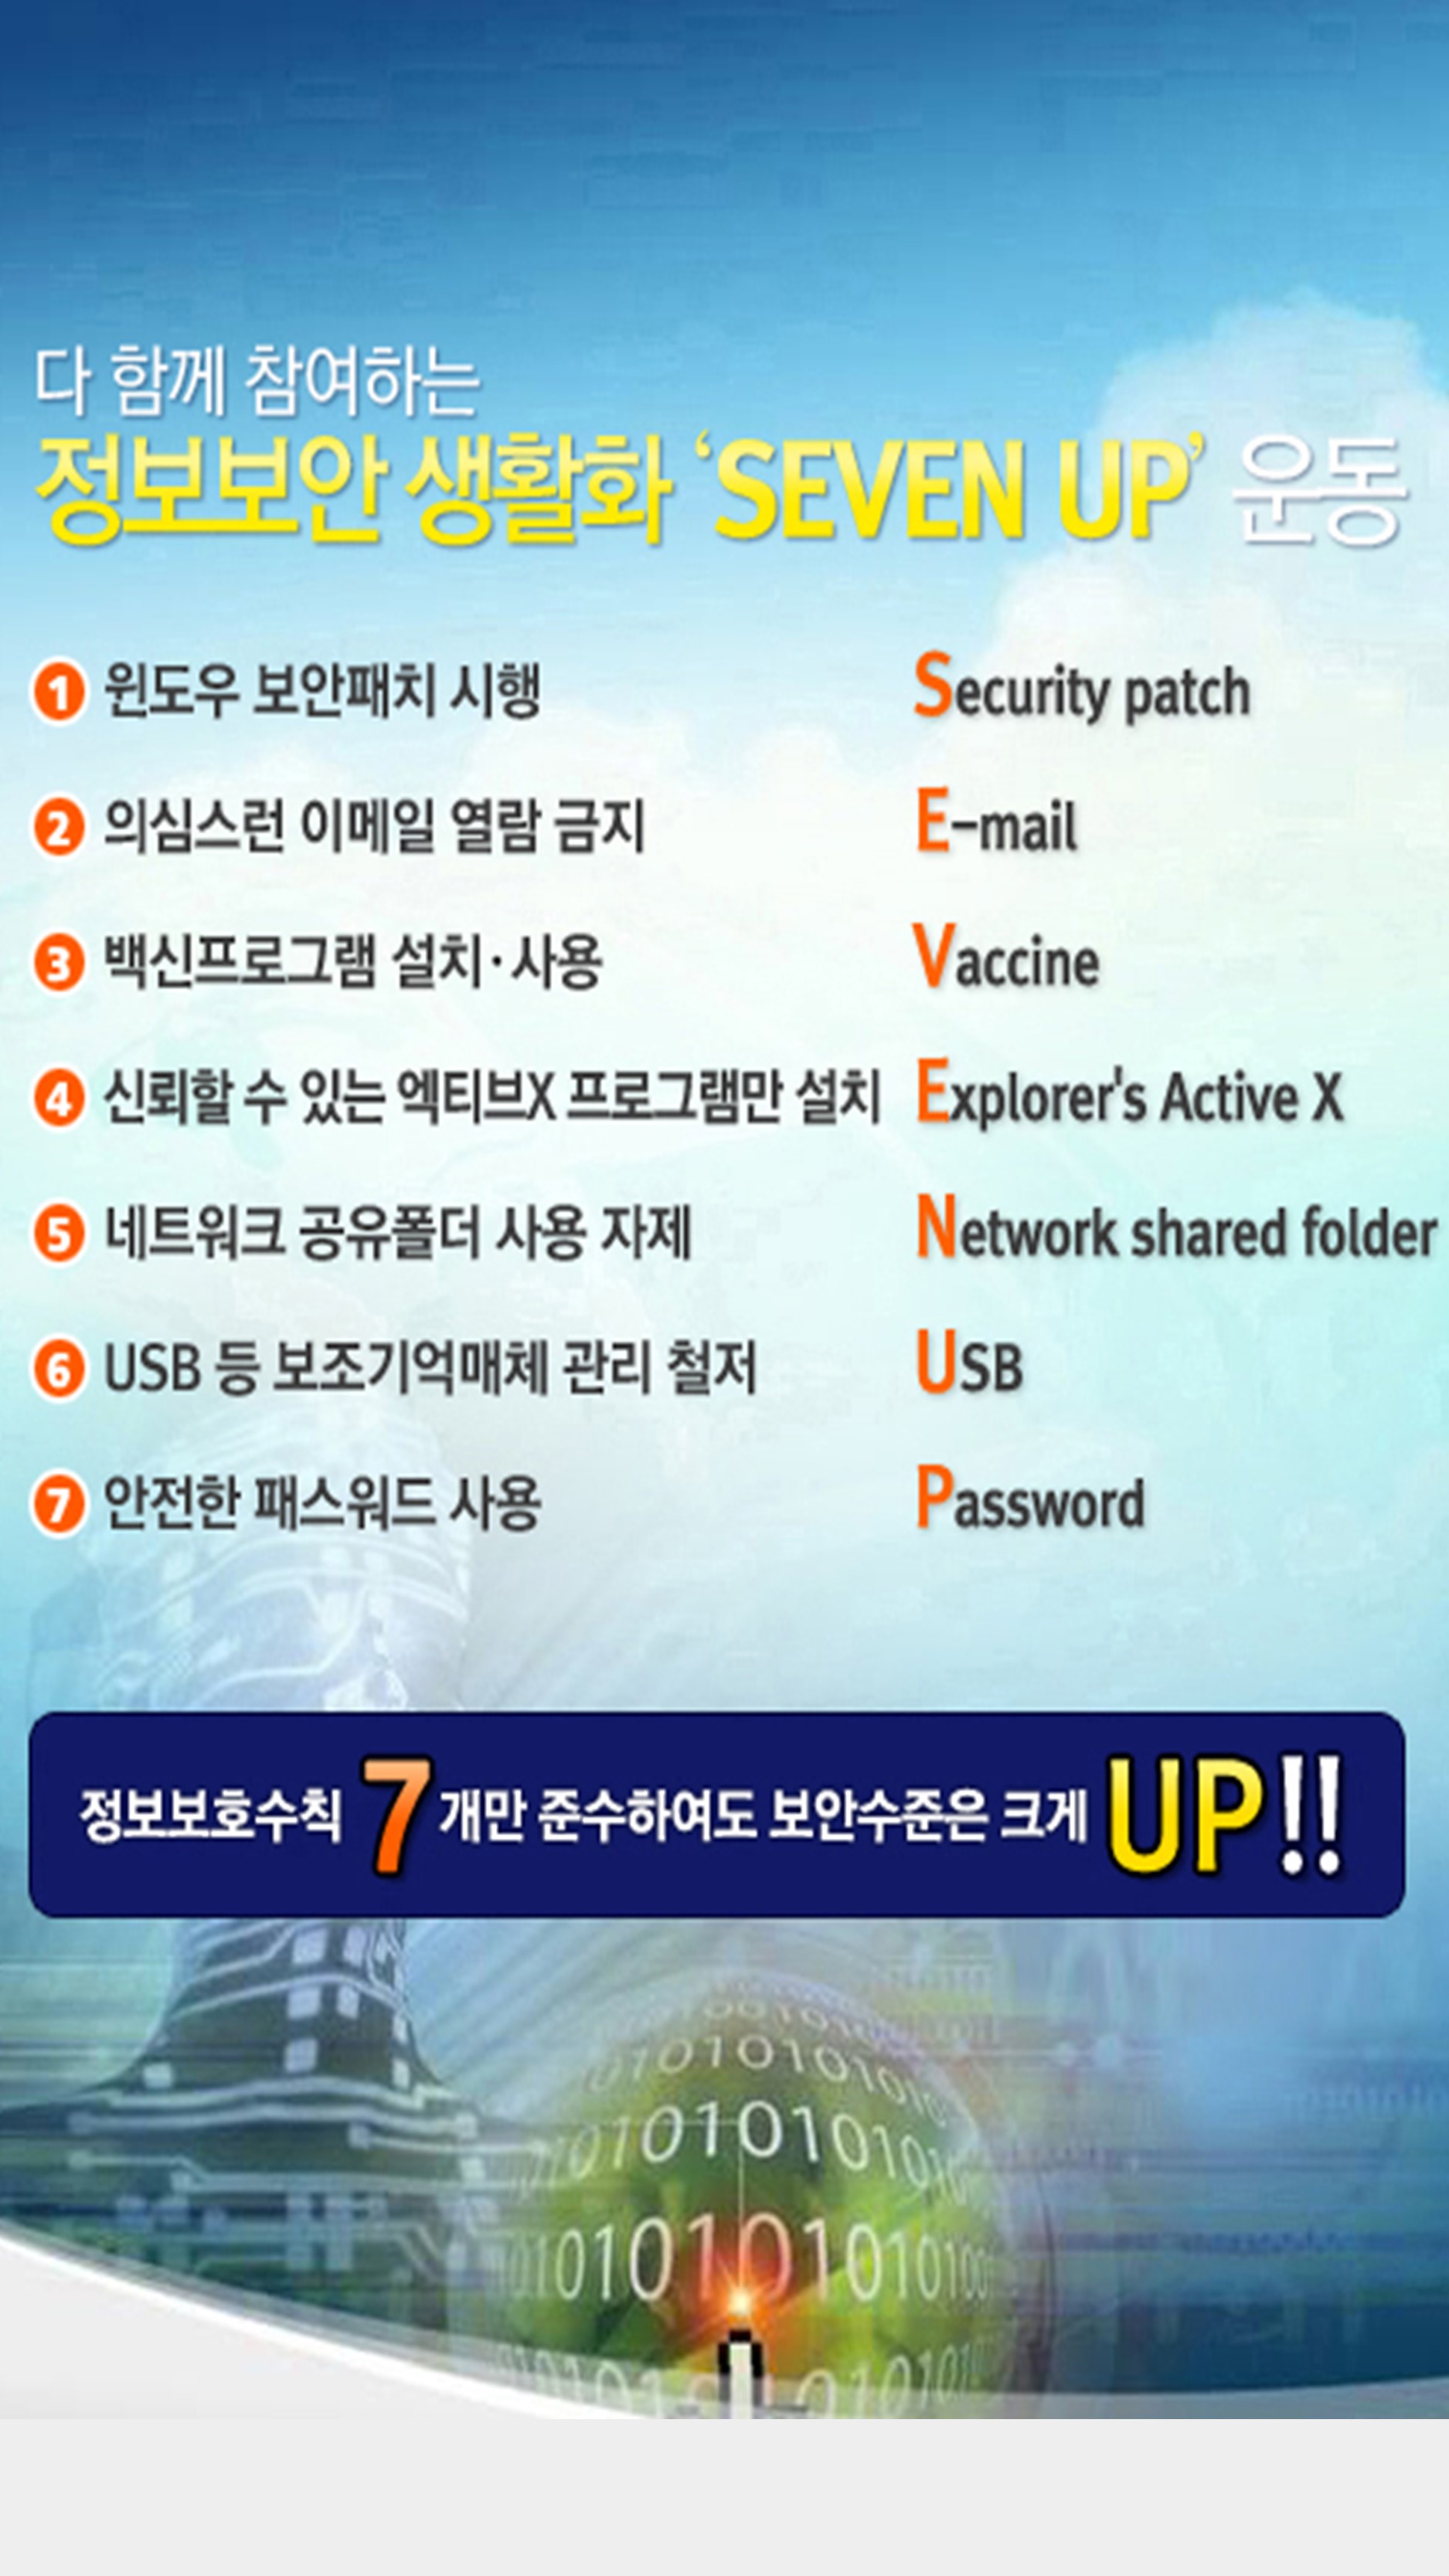 다 함께 참여하는
정보보안 생활화 ‘SEVEN UP’ 운동
1 윈도우 보안패치 시행 Security patch
2 의심스런 이메일 열람 금지 E-mail
3 백신프로그램 설치·사용 Vaccine
4 신뢰할 수 있는 엑티브X 프로그램만 설치 Explorer's Active X
5 네트워크 공유폴더 사용 자제 Network shared folder
6 USB 등 보조기억매체 관리 철저 USB
7 안전한 패스워드 사용 Password
정보보호수칙 7개만 준수하여도 보안수준은 크게 UP!!